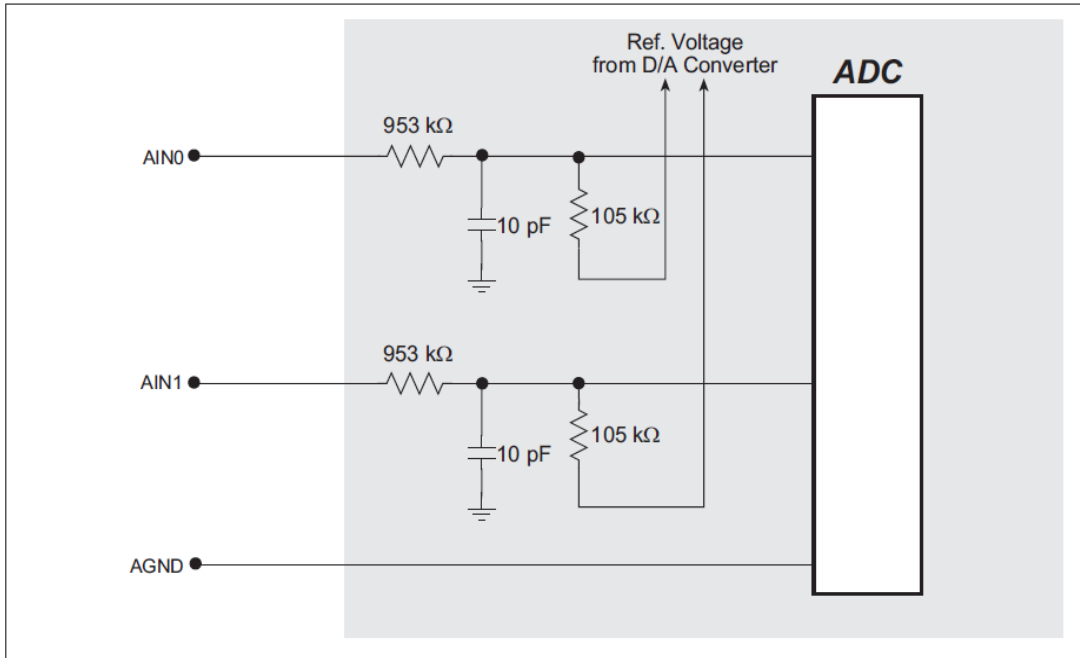 Ref. Voltage
from D/A Converter
ADC
953 kΩ
AIN0
10 pF
105 kΩ
953 kΩ
AIN1
10 pF
105 kΩ
AGND